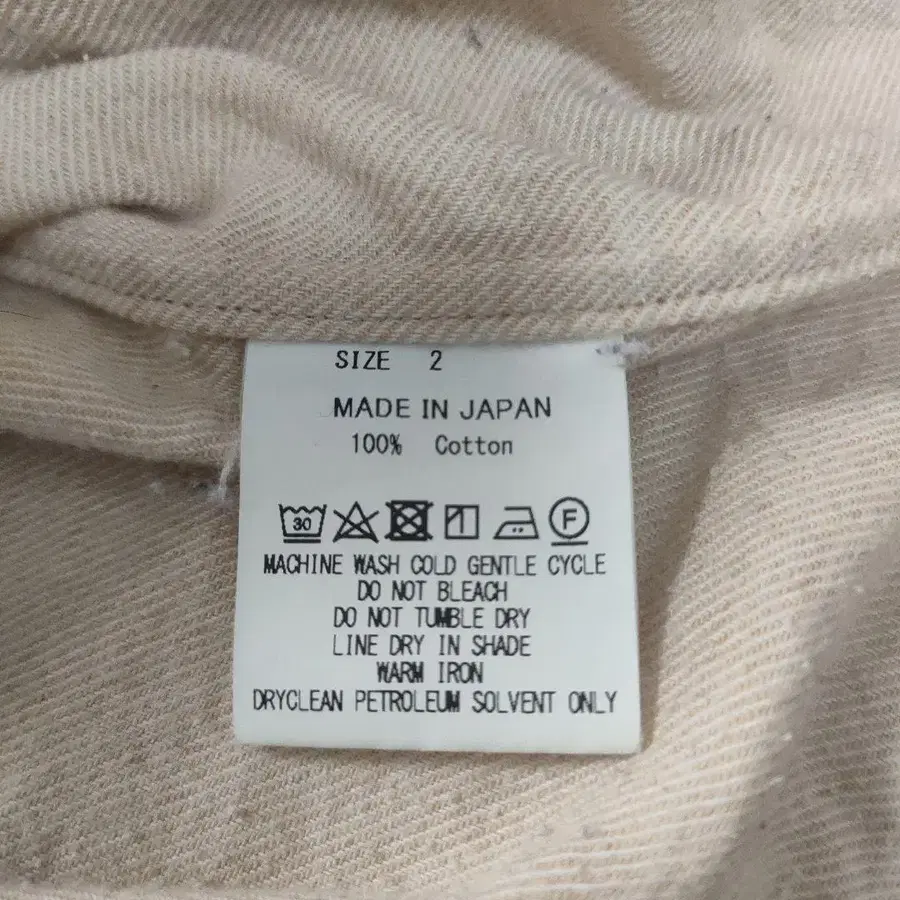 SIZE 2
MADE IN JAPAN
100% Cotton
30 F
MACHINE WASH COLD GENTLE CYCLE
DO NOT BLEACH
DO NOT TUMBLE DRY
LINE DRY IN SHADE
WARM IRON
DRYCLEAN PETROLEUM SOLVENT ONLY